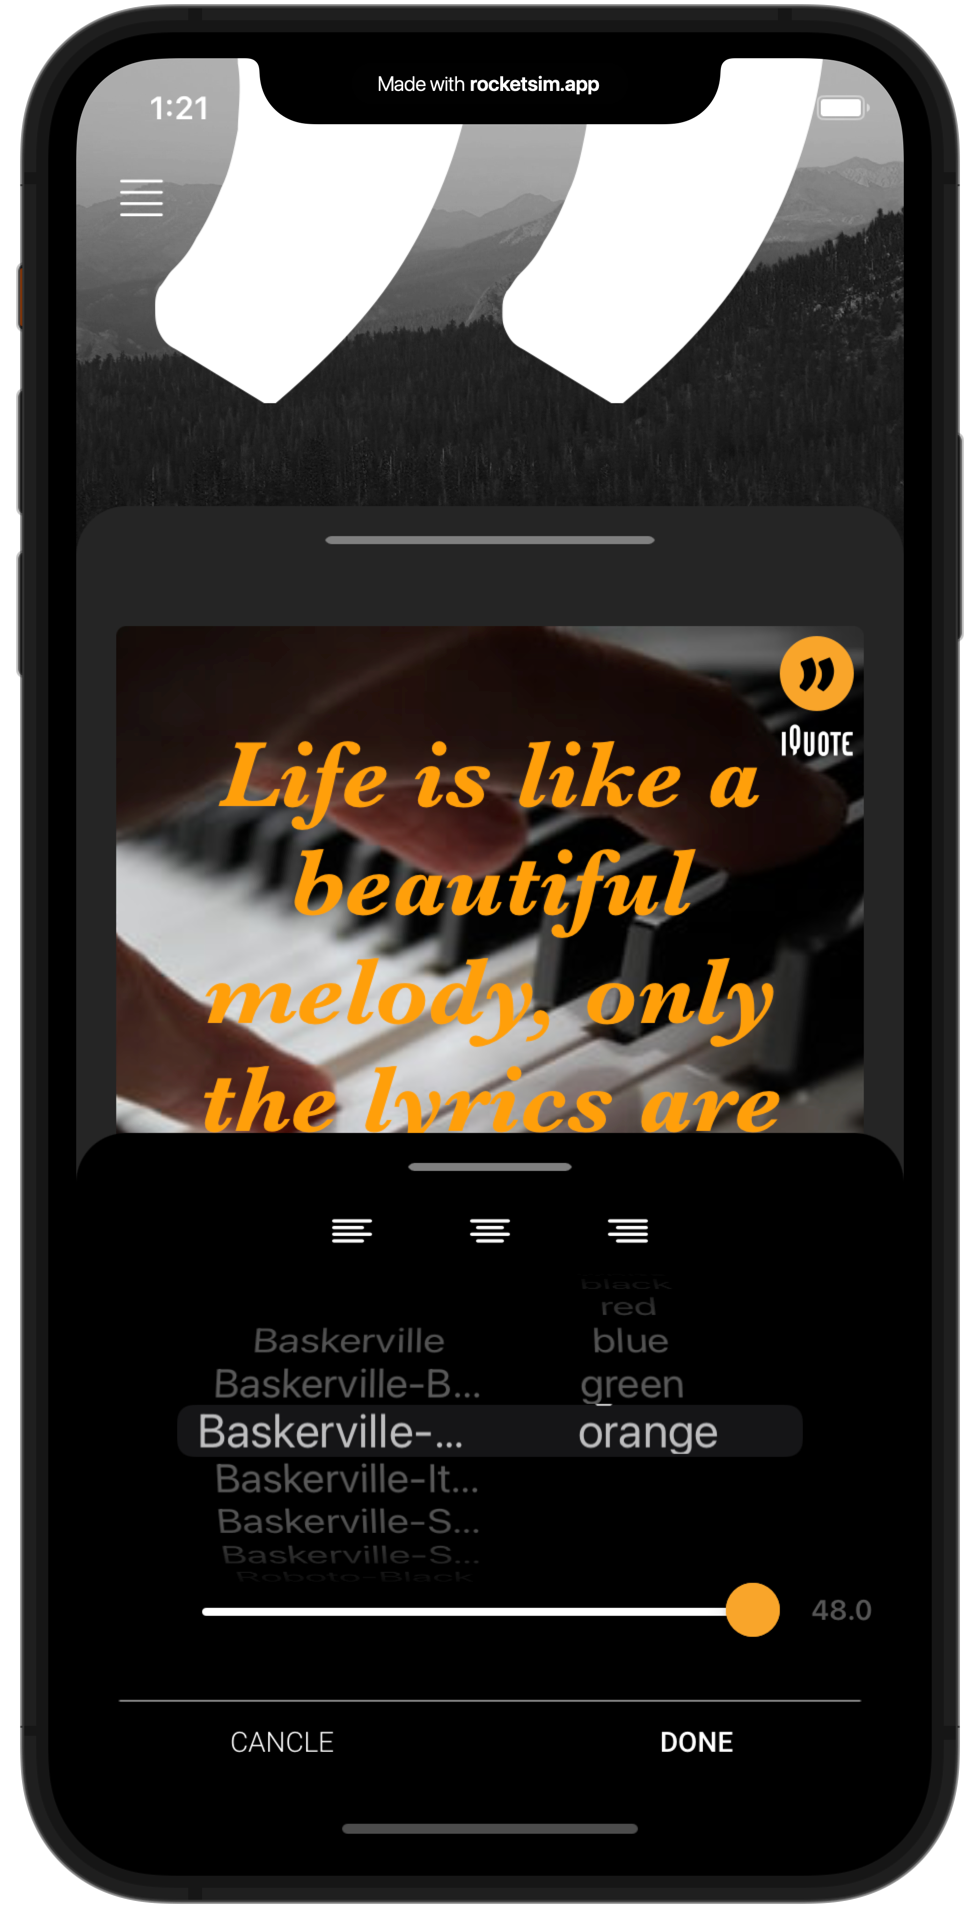 Made with rocketsim.app
1:21
IQUOTE
Life is like a
beautiful
melody, only
the lyrics are
black
red
Baskerville blue
Baskerville-B... green
Baskerville-... orange
Baskerville-It...
Baskerville-S...
Baskerville-S...
Roboto-Black
48.0
CANCLE DONE